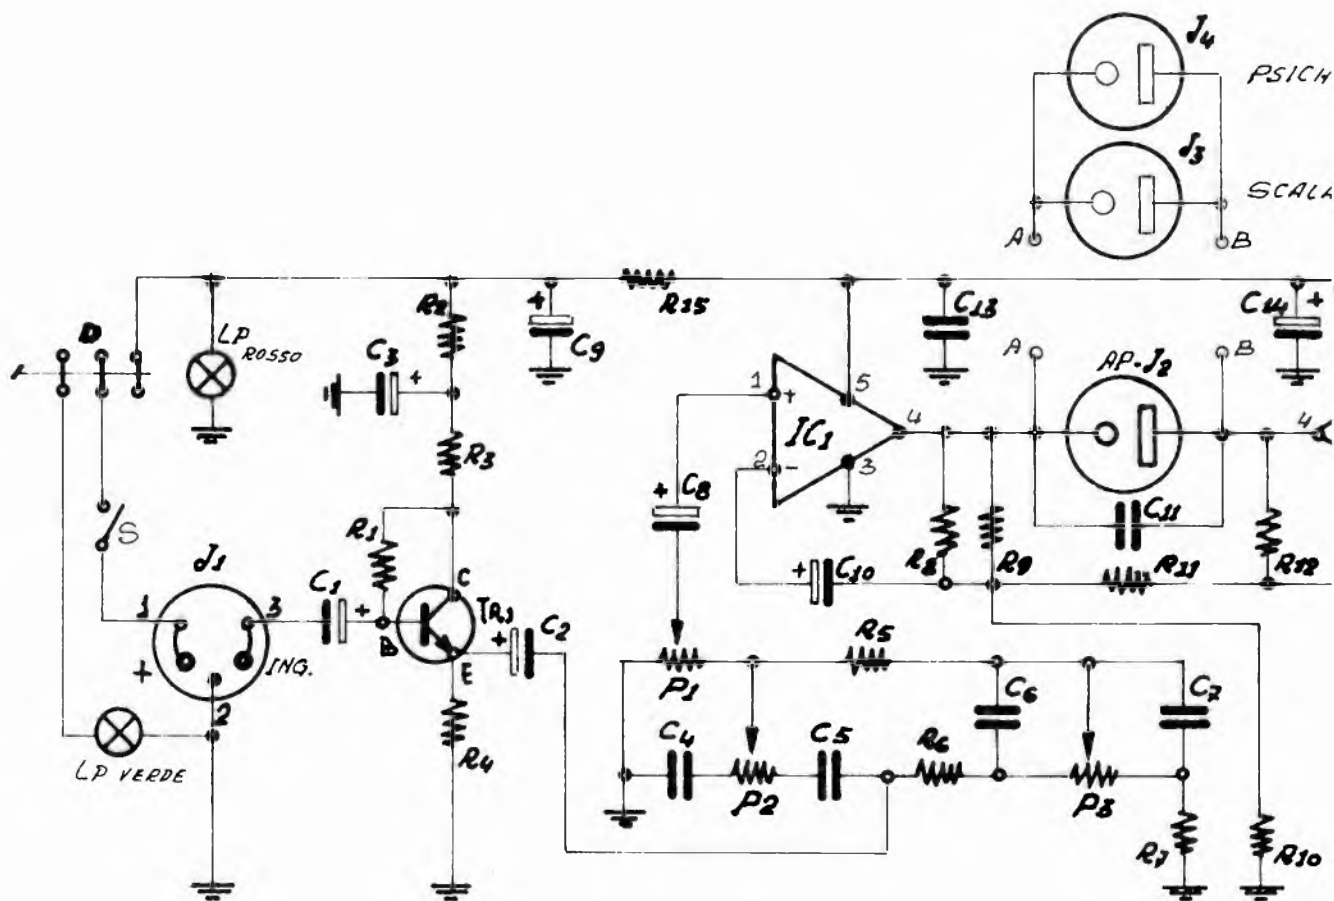 J4
PSICH
J3
SCALA
A
B
D
LP
ROSSO
R2
C3
+
R3
4
C9
R15
C13
C14
+
A
B
AP.J2
1
+
5
IC1
4
2
-
3
4
C8
+
S
R1
J1
C1
+
C
TR1
B
E
+
C2
1
3
+
ING.
2
R4
LP VERDE
+
C10
R8
R9
C11
R11
R12
P1
R5
C6
C7
C4
P2
C5
R6
P3
R7
R10